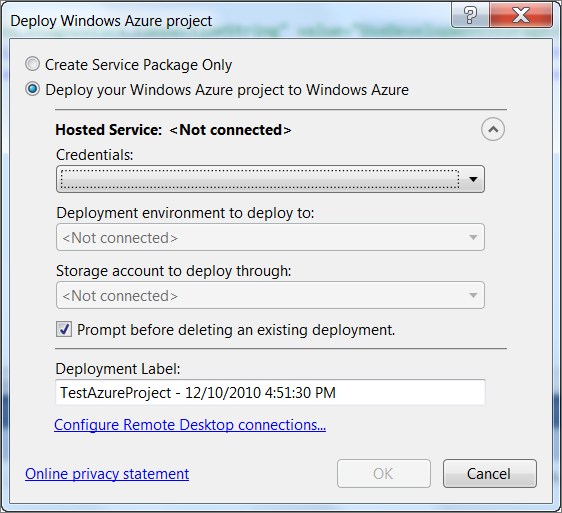 Deploy Windows Azure project
Create Service Package Only
Deploy your Windows Azure project to Windows Azure
Hosted Service: <Not connected>
Credentials:
Deployment environment to deploy to:
<Not connected>
Storage account to deploy through:
<Not connected>
Prompt before deleting an existing deployment.
Deployment Label:
TestAzureProject - 12/10/2010 4:51:30 PM
Configure Remote Desktop connections...
Online privacy statement
OK
Cancel